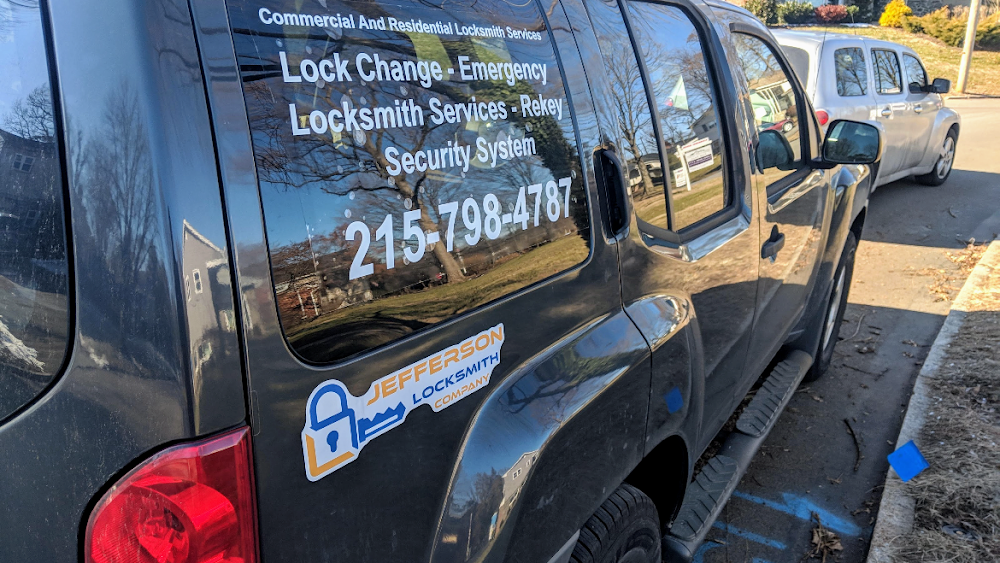 Commercial And Residential Locksmith Services
Lock Change - Emergency
Locksmith Services - Rekey
Security System
215-798-4787
JEFFERSON
LOCKSMITH
COMPANY